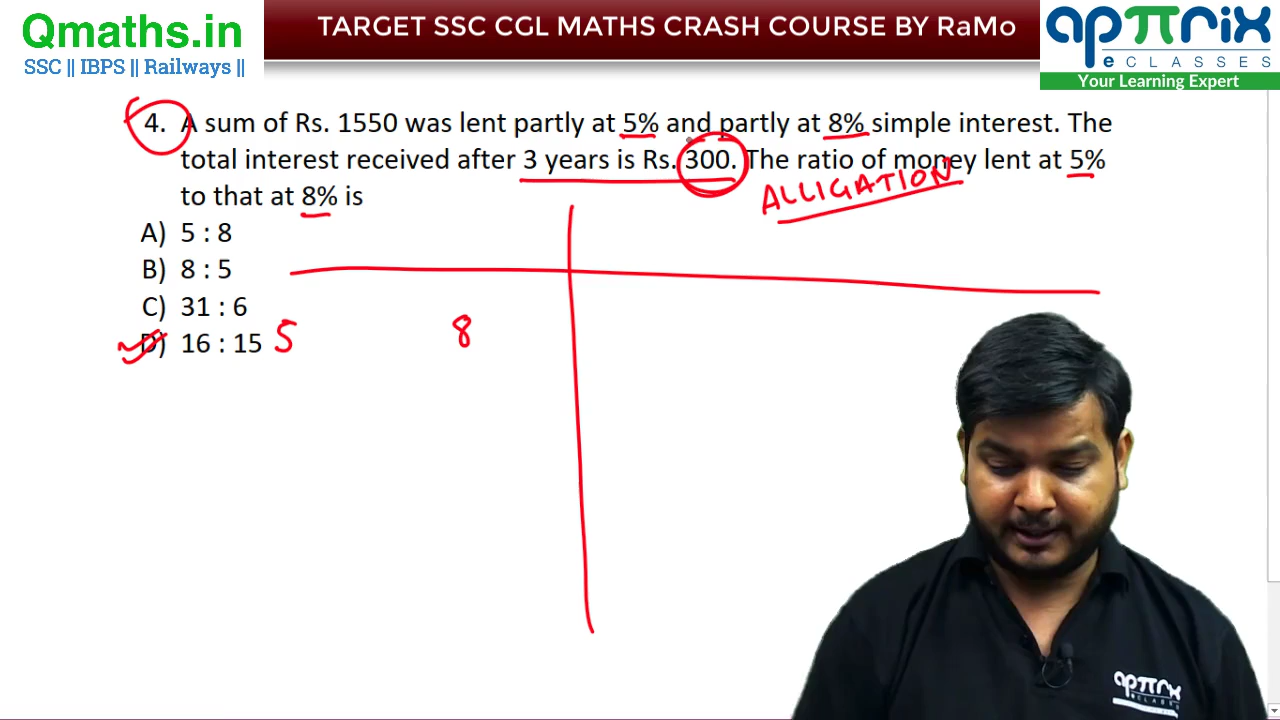 Qmaths.in
SSC || IBPS || Railways ||
TARGET SSC CGL MATHS CRASH COURSE BY RaMo
apπrix
eCLASSES
Your Learning Expert
4. A sum of Rs. 1550 was lent partly at 5% and partly at 8% simple interest. The
total interest received after 3 years is Rs. 300. The ratio of money lent at 5%
to that at 8% is
ALLIGATION
A) 5 : 8
B) 8 : 5
C) 31 : 6
D) 16 : 15
5 8
apπrix
eCLASSES